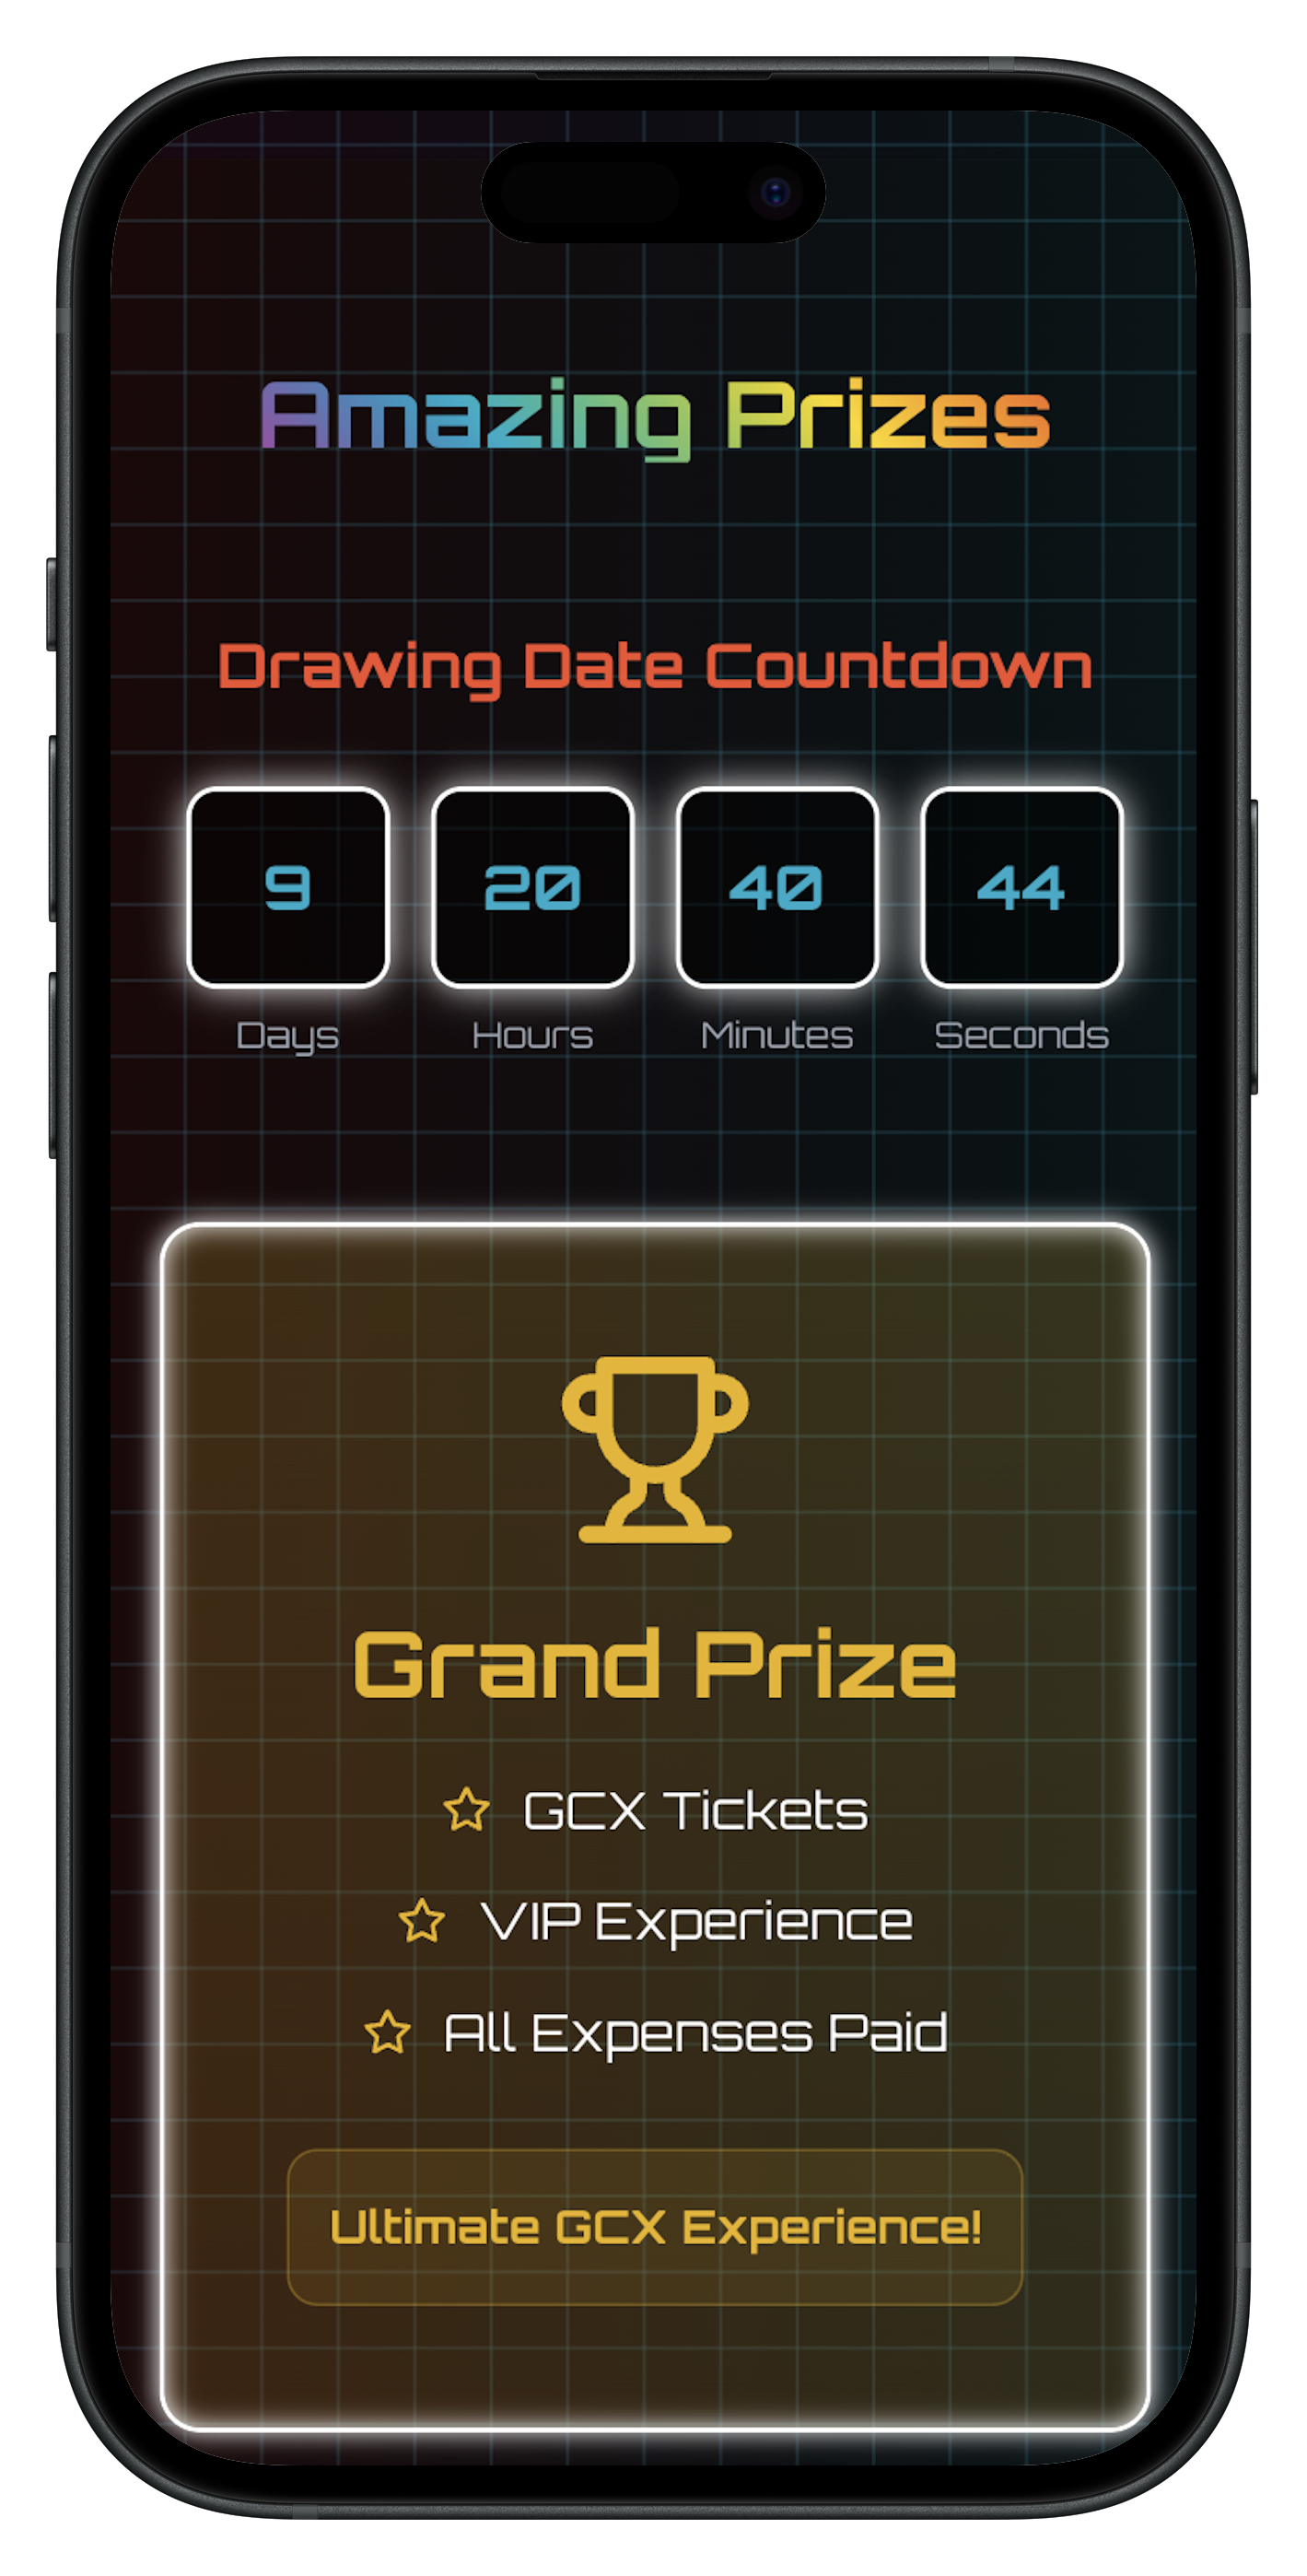 Amazing Prizes
Drawing Date Countdown
9 20 40 44
Days Hours Minutes Seconds
Grand Prize
GCX Tickets
VIP Experience
All Expenses Paid
Ultimate GCX Experience!